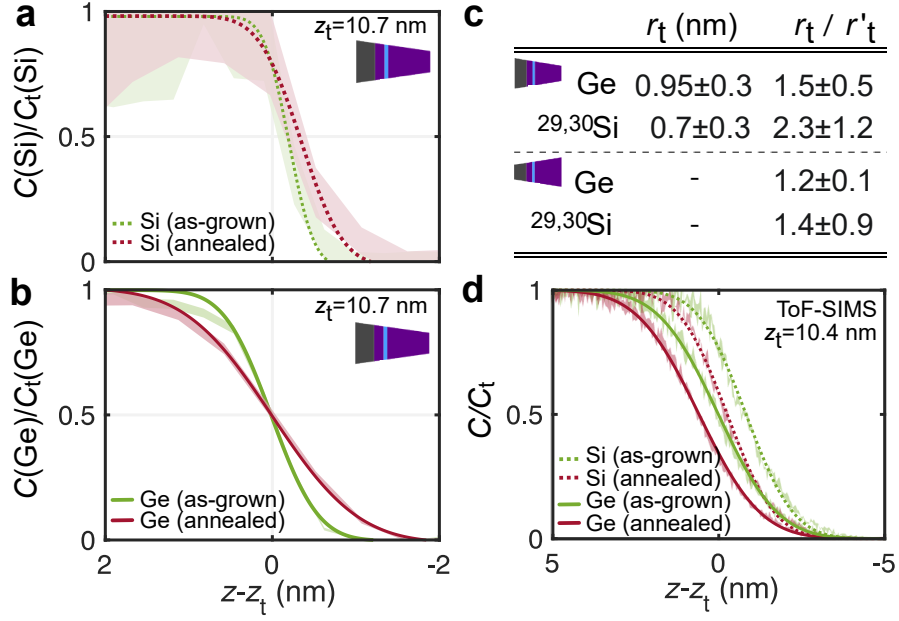 a
z_t=10.7 nm
C(Si)/C_t(Si)
1
0.5
0
Si (as-grown)
Si (annealed)
b
z_t=10.7 nm
C(Ge)/C_t(Ge)
1
0.5
0
Ge (as-grown)
Ge (annealed)
2
0
-2
z-z_t (nm)
c
r_t (nm) r_t / r'_t
Ge 0.95±0.3 1.5±0.5
29,30Si 0.7±0.3 2.3±1.2
Ge - 1.2±0.1
29,30Si - 1.4±0.9
d
ToF-SIMS
z_t=10.4 nm
C/C_t
1
0.5
0
Si (as-grown)
Si (annealed)
Ge (as-grown)
Ge (annealed)
5
0
-5
z-z_t (nm)